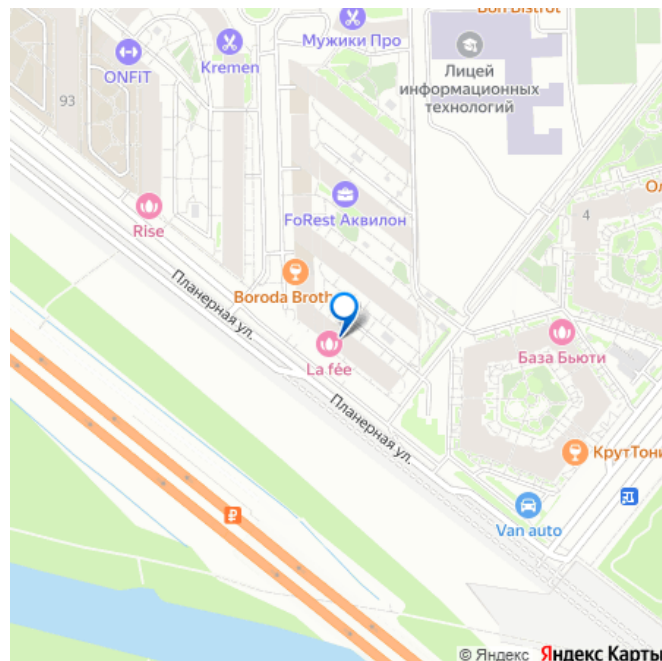 Bon Bistrot
Мужики Про
ONFiT
Kremen
Лицей
информационных
технологий
93
Ол
FoRest Аквилон
4
Rise
Планерная ул.
Boroda Broth
La fée
База Бьюти
Планерная ул.
КрутТони
Van auto
© Яндекс Яндекс Карты